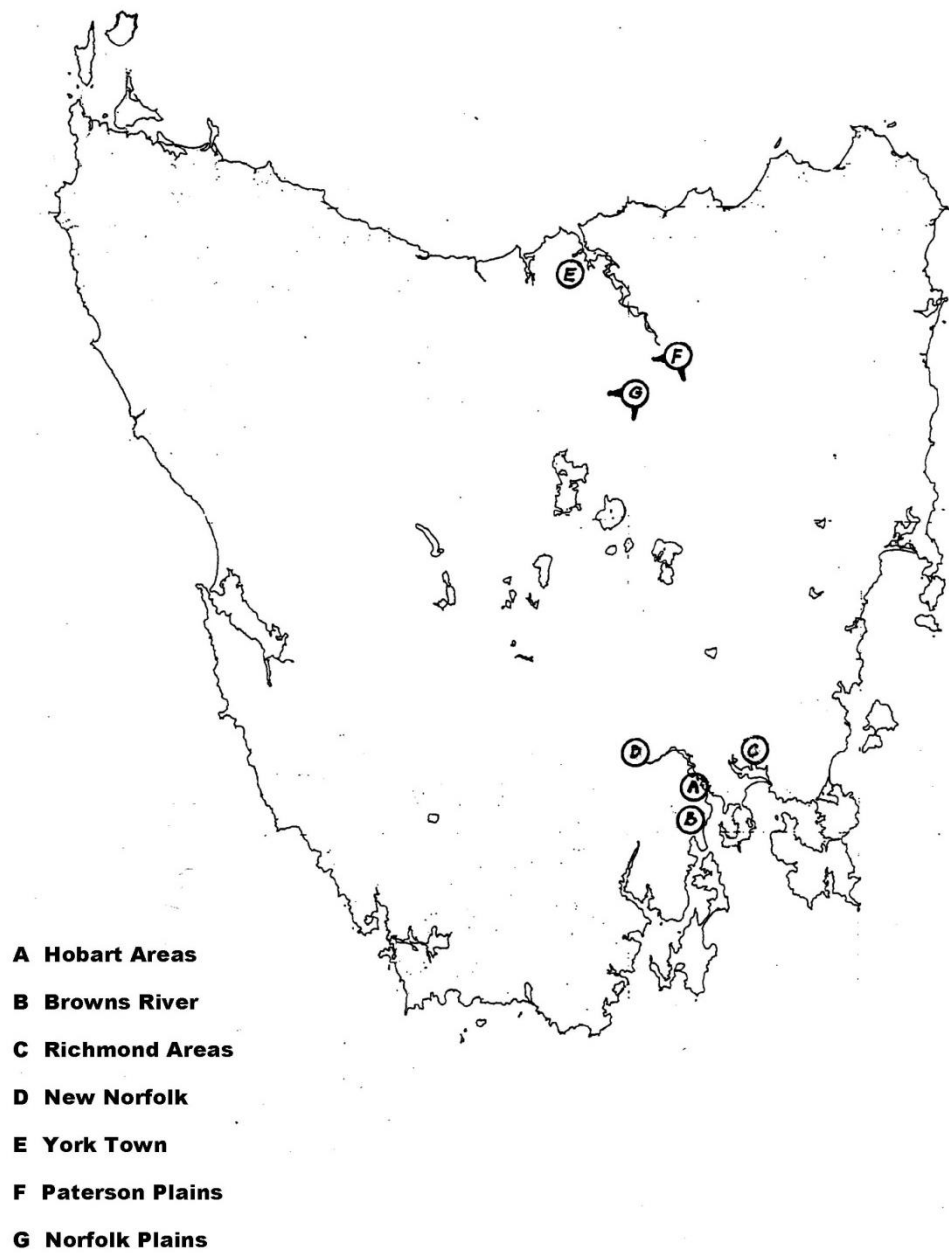 E
F
G
D
C
A
B
A Hobart Areas
B Browns River
C Richmond Areas
D New Norfolk
E York Town
F Paterson Plains
G Norfolk Plains